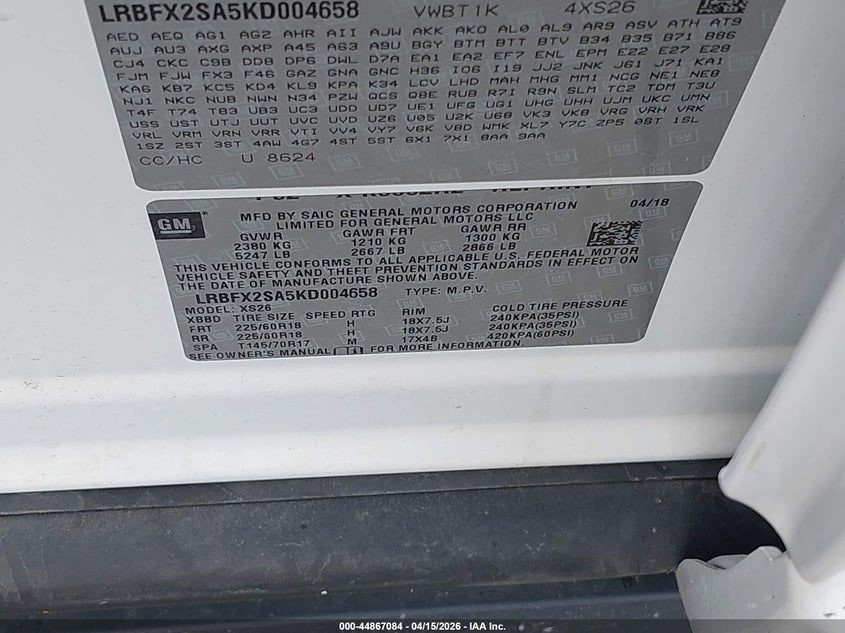 LRBFX2SA5KD004658 VWBT1K 4XS26
AED AEQ AG1 AG2 AHR AII AJW AKK AKO AL0 AL9 AR9 ASV ATH AT9
AUJ AU3 AXG AXP A45 A63 A9U BGY BTM BTT BTV B34 B35 B71 B86
CJ4 CKC C9B DD8 DP6 DWL D7A EA1 EA2 EF7 ENL EPM E22 E27 E28
FJM FJW FX3 F46 GAZ GNA GNC H36 IO6 I19 JJ2 JNK J61 J71 KA1
KA6 KB7 KC5 KD4 KL9 KPA K34 LCV LHD MAH MHG MM1 NCG NE1 NEB
NJ1 NKC NUB NWN N34 PZW QCS Q8E RU8 R7I R9N SLM TC2 TDM T3U
T4F T74 T83 UB3 UC3 UDD UD7 UE1 UFG UG1 UHG UHH UJM UKC UMN
USS UST UTJ UUT UVC UVD UZ6 U05 U2K U68 VK3 VK8 VRG VRH VRK
VRL VRM VRN VRR VTI VV4 VY7 V6K V8D WMK XL7 Y7C ZP5 0ST 1SL
1SZ 2ST 3ST 4AW 4G7 4ST 5ST 6X1 7X1 8AA 9AA
CC/HC U 8624
GM
MFD BY SAIC GENERAL MOTORS CORPORATION 04/18
LIMITED FOR GENERAL MOTORS LLC
GVWR GAWR FRT GAWR RR
2380 KG 1210 KG 1300 KG
5247 LB 2667 LB 2866 LB
THIS VEHICLE CONFORMS TO ALL APPLICABLE U.S. FEDERAL MOTOR
VEHICLE SAFETY AND THEFT PREVENTION STANDARDS IN EFFECT ON
THE DATE OF MANUFACTURE SHOWN ABOVE.
LRBFX2SA5KD004658 TYPE: M.P.V.
MODEL: XS26
XBBD TIRE SIZE SPEED RTG RIM COLD TIRE PRESSURE
FRT 225/60R18 H 18X7.5J 240KPA(35PSI)
RR 225/60R18 H 18X7.5J 240KPA(35PSI)
SPA T145/70R17 M 17X4B 420KPA(60PSI)
SEE OWNER'S MANUAL FOR MORE INFORMATION.
000-44867084 - 04/15/2026 - IAA Inc.